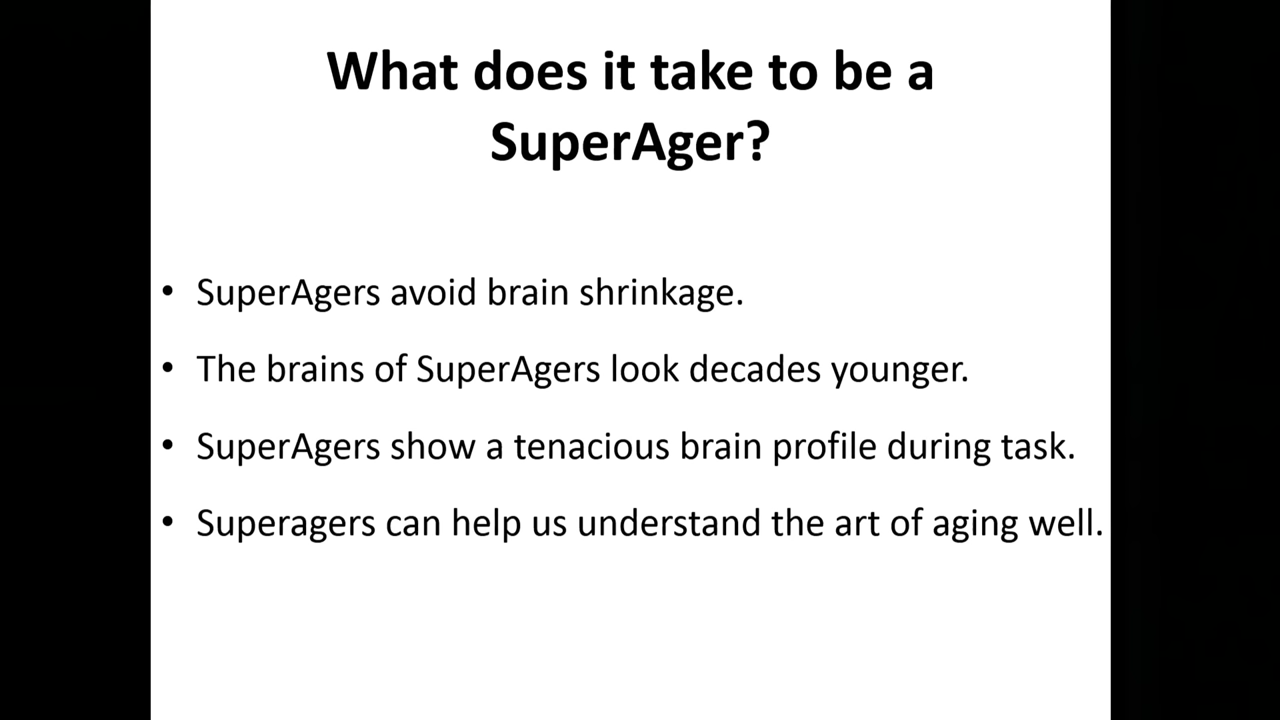 What does it take to be a
SuperAger?
• SuperAgers avoid brain shrinkage.
• The brains of SuperAgers look decades younger.
• SuperAgers show a tenacious brain profile during task.
• Superagers can help us understand the art of aging well.